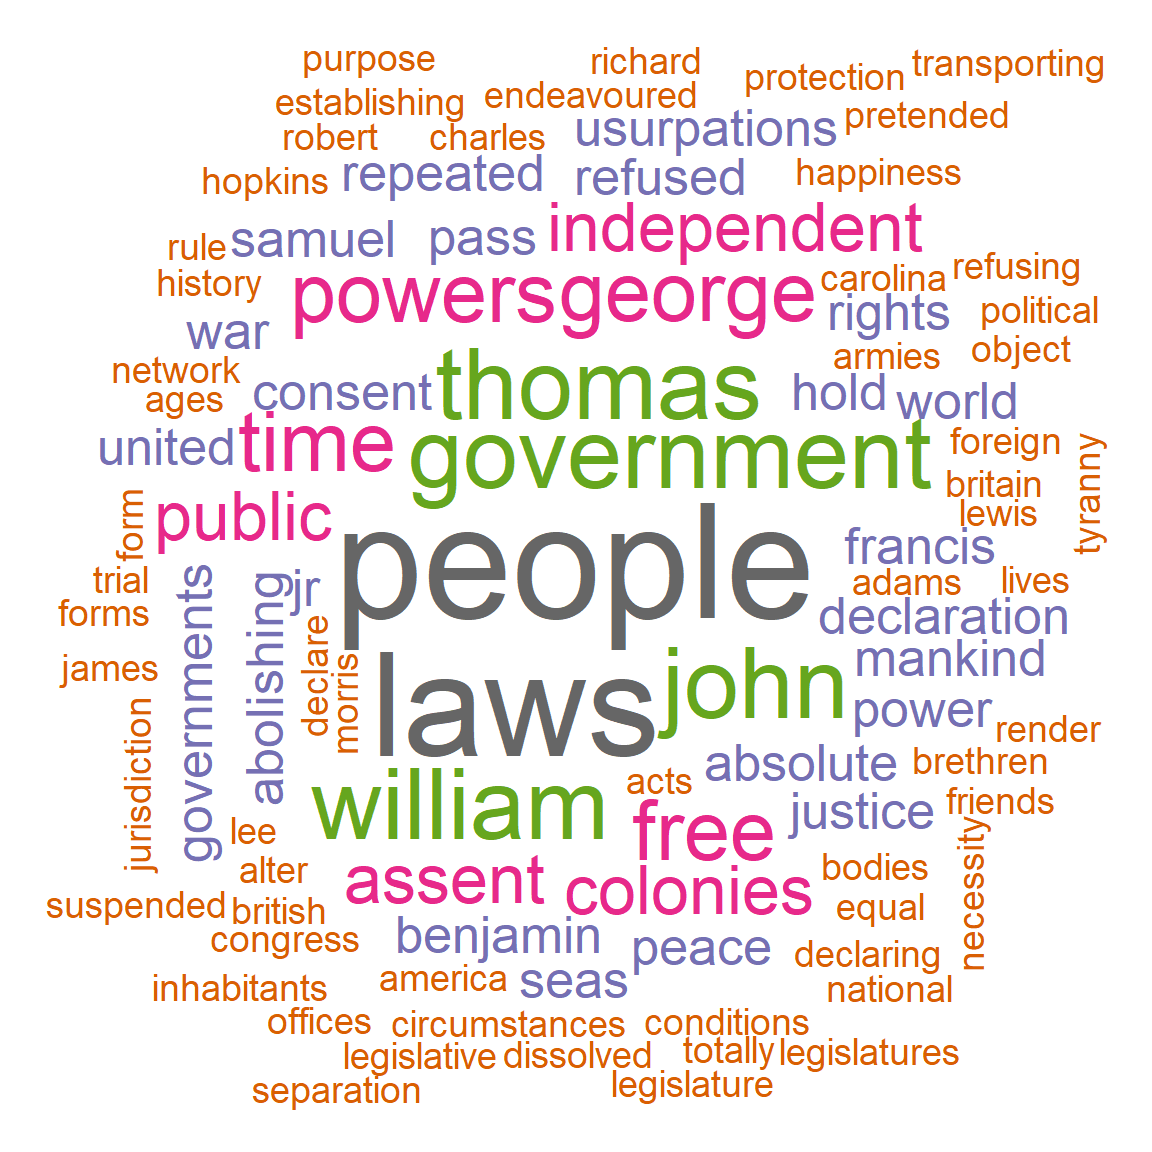 purpose
richard
protection
transporting
establishing
endeavoured
pretended
robert
charles
usurpations
hopkins
repeated
refused
happiness
rule
samuel
pass
independent
history
powers
george
carolina
refusing
war
rights
political
network
thomas
armies
object
ages
consent
hold
world
united
time
government
foreign
tyranny
form
public
britain
lewis
people
francis
trial
jr
adams
lives
forms
governments
abolishing
declare
declaration
james
morris
laws
john
mankind
jurisdiction
power
render
absolute
brethren
william
acts
justice
friends
lee
free
necessity
alter
assent
colonies
bodies
suspended
british
equal
congress
benjamin
peace
declaring
inhabitants
america
seas
national
offices
circumstances
conditions
legislative
dissolved
totally
legislatures
separation
legislature